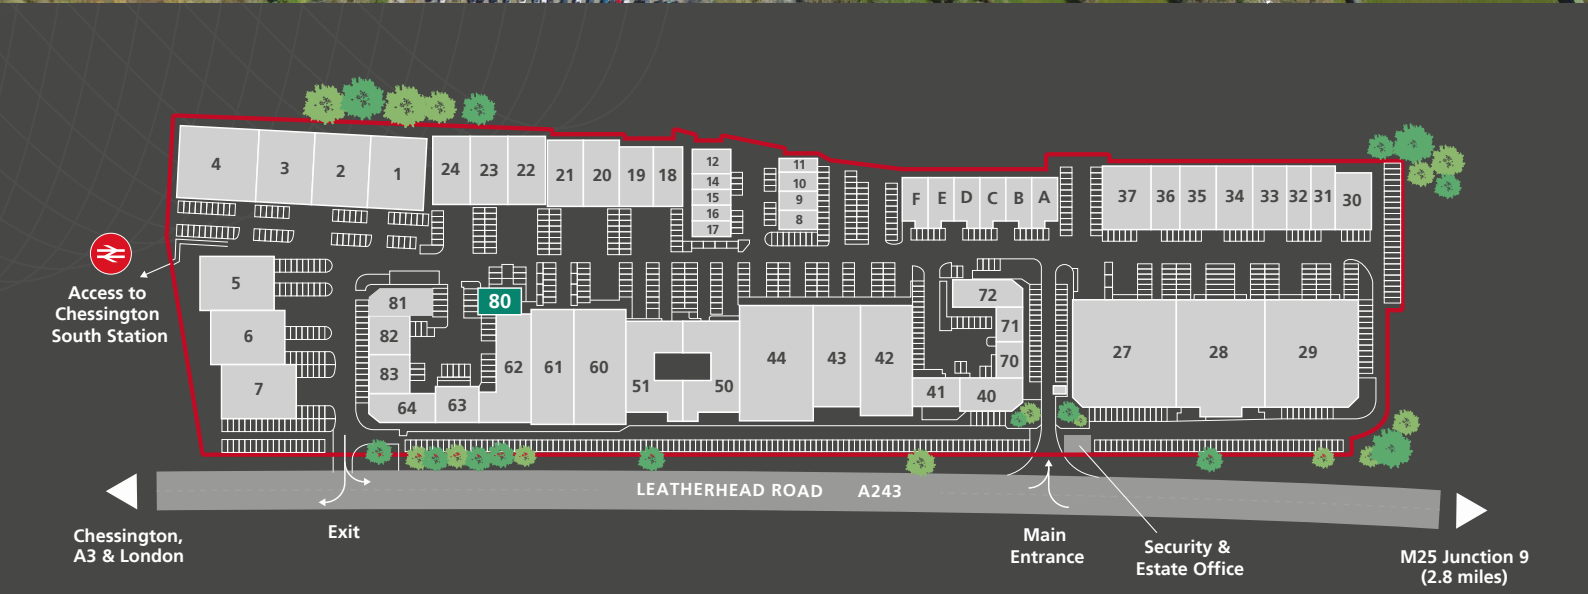 4
3
2
1
24
23
22
21
20
19
18
12
14
15
16
17
11
10
9
8
F
E
D
C
B
A
37
36
35
34
33
32
31
30
Access to
Chessington
South Station
5
6
7
81
82
83
64
63
80
62
61
60
51
50
44
43
42
41
40
72
71
70
27
28
29
LEATHERHEAD ROAD A243
Chessington,
A3 & London
Exit
Main
Entrance
Security &
Estate Office
M25 Junction 9
(2.8 miles)